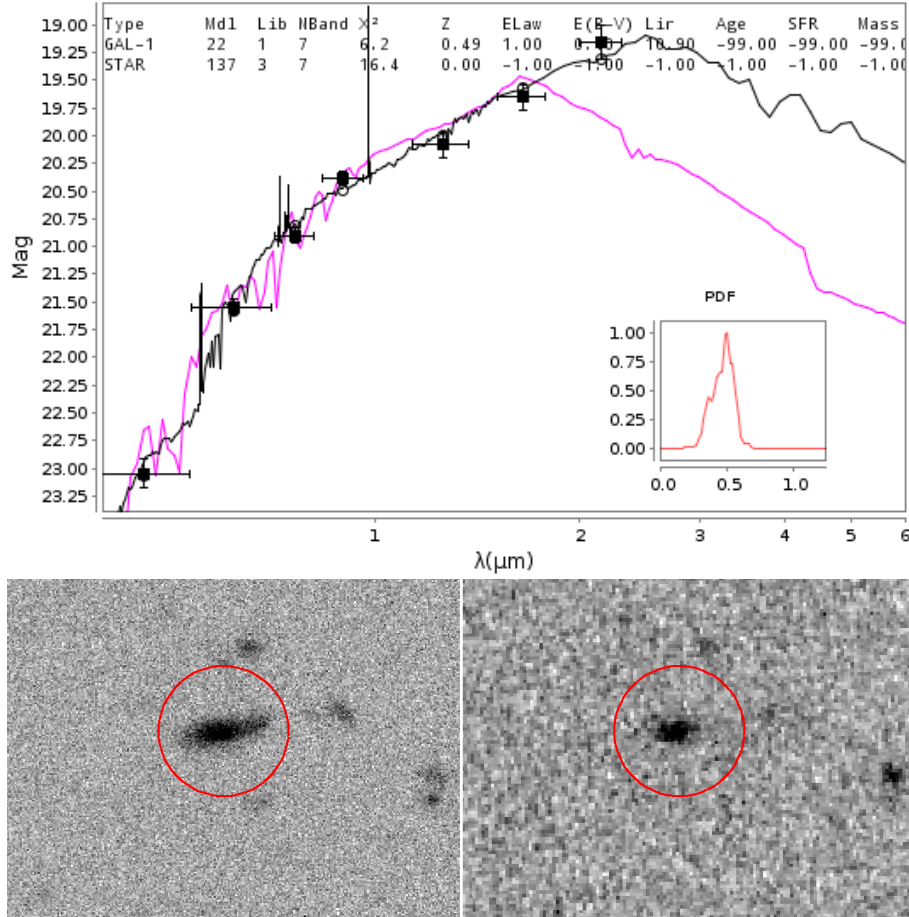 Type Mdl Lib NBand X² Z ELaw E(B-V) Lir Age SFR Mass
GAL-1 22 1 7 6.2 0.49 1.00 10.90 -99.00 -99.00 -99.0
STAR 137 3 7 16.4 0.00 -1.00 -1.00 -1.00 -1.00 -1.00 -1.00
19.00
19.25
19.50
19.75
20.00
20.25
20.50
20.75
21.00
21.25
21.50
21.75
22.00
22.25
22.50
22.75
23.00
23.25
Mag
PDF
1.00
0.75
0.50
0.25
0.00
0.0 0.5 1.0
1 2 3 4 5 6
λ(μm)